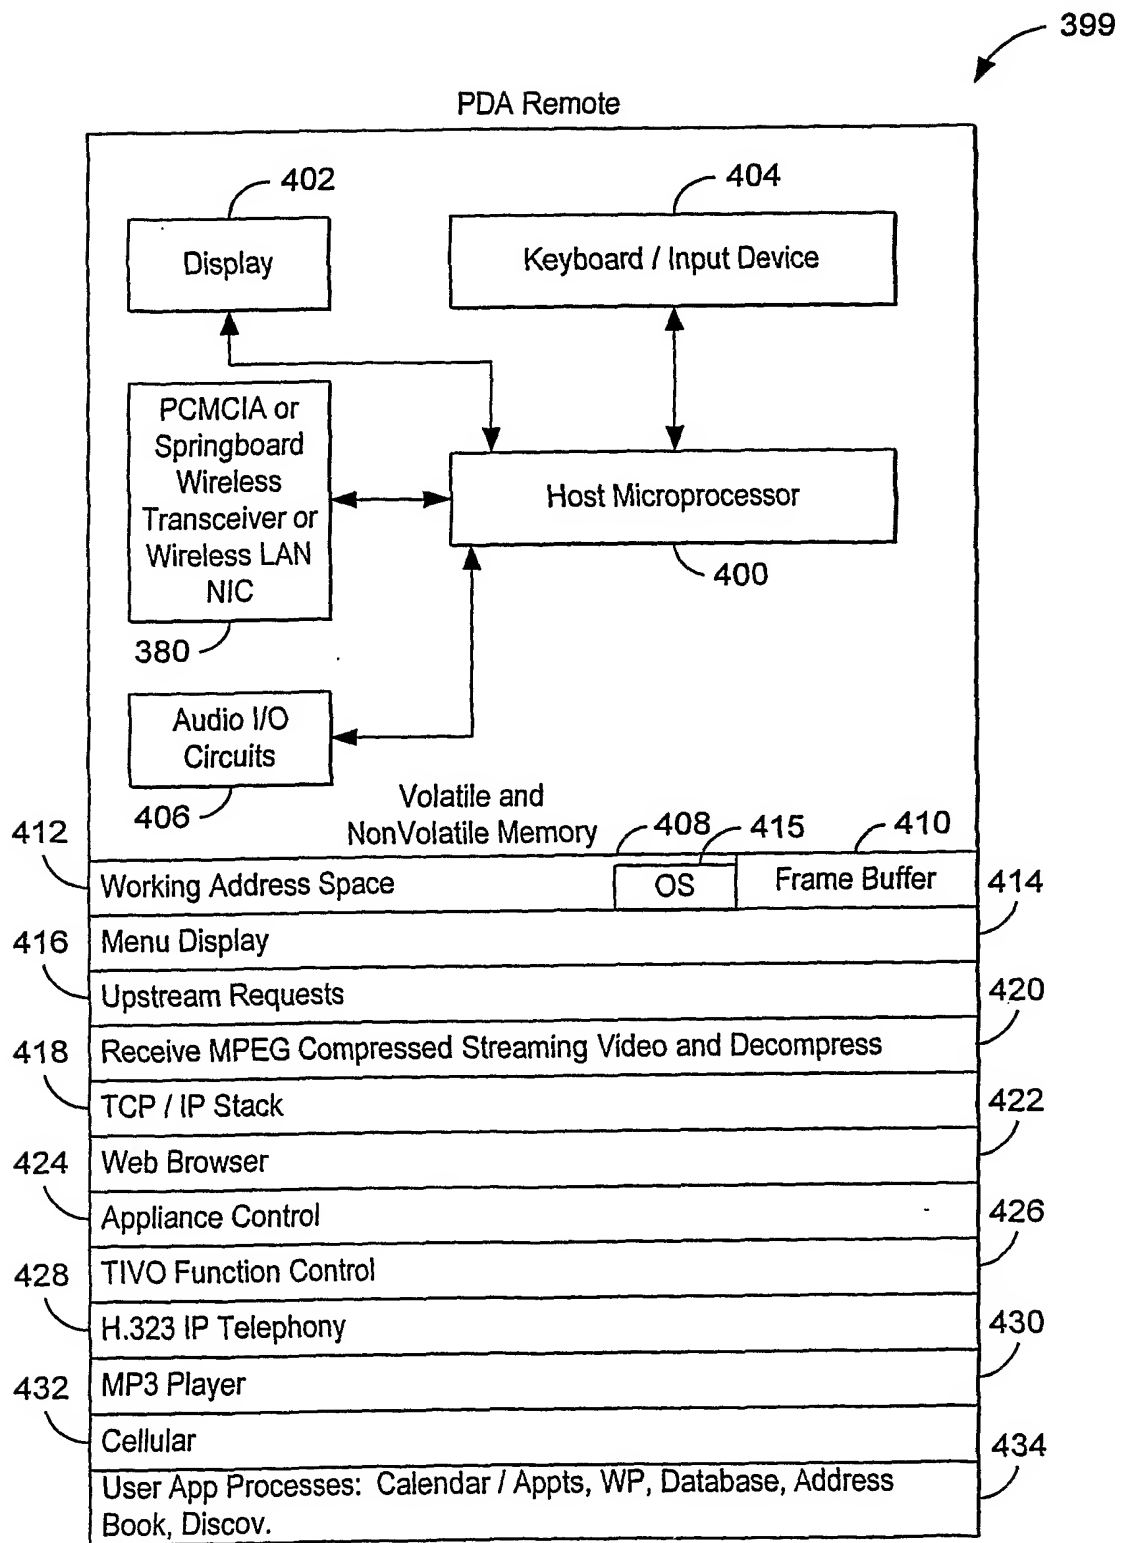 399
PDA Remote
402
404
Display
Keyboard / Input Device
PCMCIA or
Springboard
Wireless
Transceiver or
Wireless LAN
NIC
Host Microprocessor
400
380
Audio I/O
Circuits
406
Volatile and
NonVolatile Memory
408
415
410
412
Working Address Space
OS
Frame Buffer
414
416
Menu Display
Upstream Requests
420
418
Receive MPEG Compressed Streaming Video and Decompress
TCP / IP Stack
422
424
Web Browser
Appliance Control
426
428
TIVO Function Control
H.323 IP Telephony
430
432
MP3 Player
Cellular
434
User App Processes: Calendar / Appts, WP, Database, Address
Book, Discov.